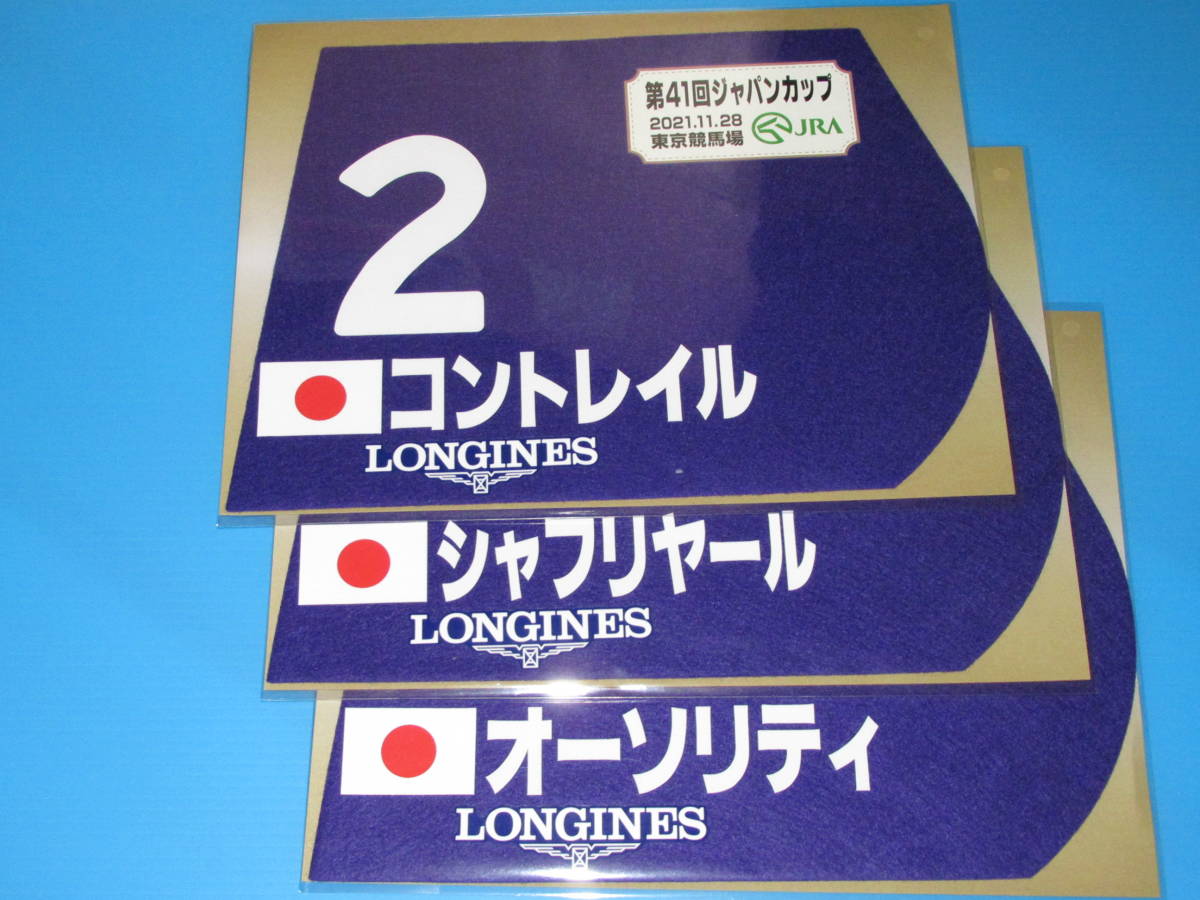 第41回ジャパンカップ
2021.11.28
東京競馬場
JRA
2
コントレイル
LONGINES
シャフリヤール
LONGINES
オーソリティ
LONGINES